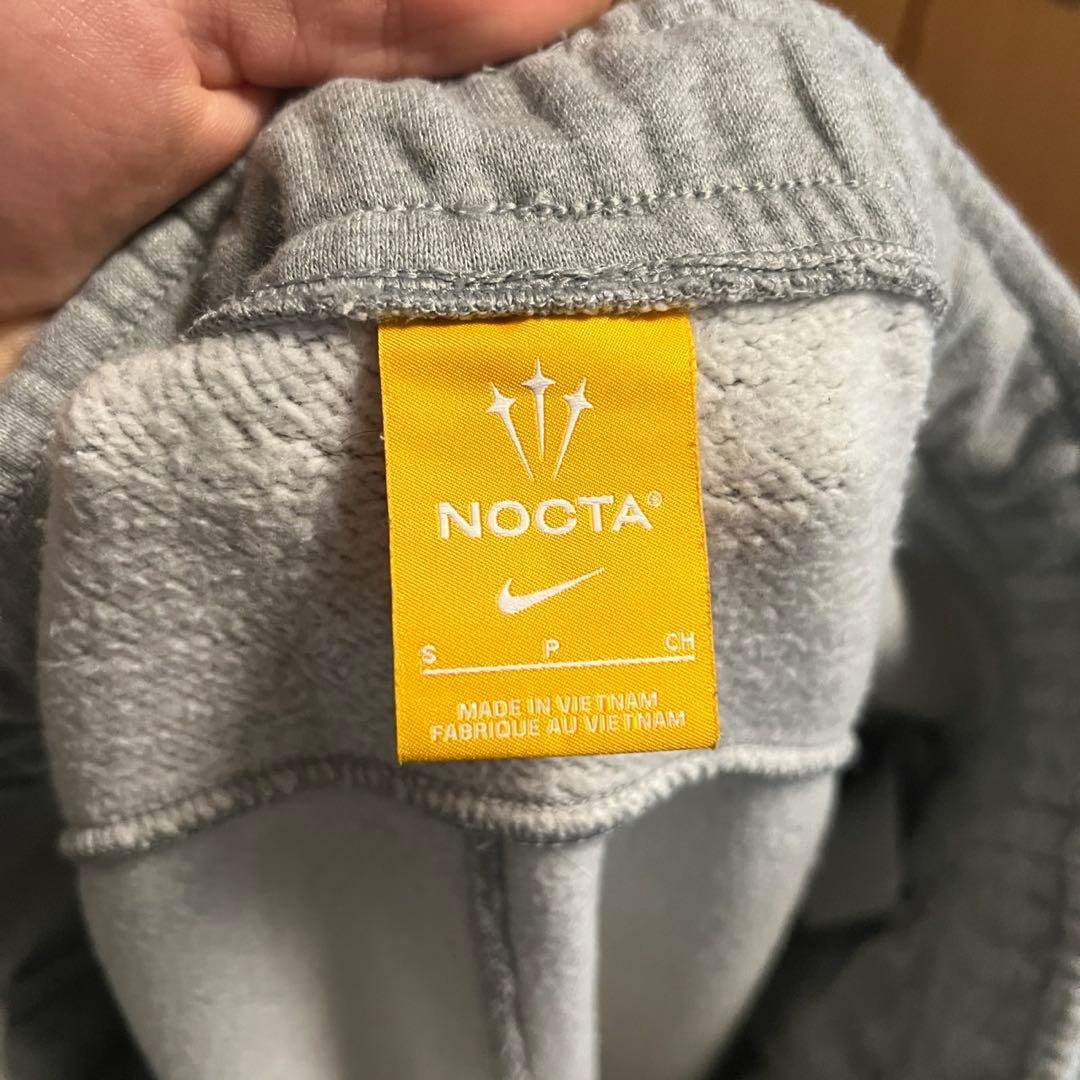 NOCTA®
S P CH
MADE IN VIETNAM
FABRIQUE AU VIETNAM